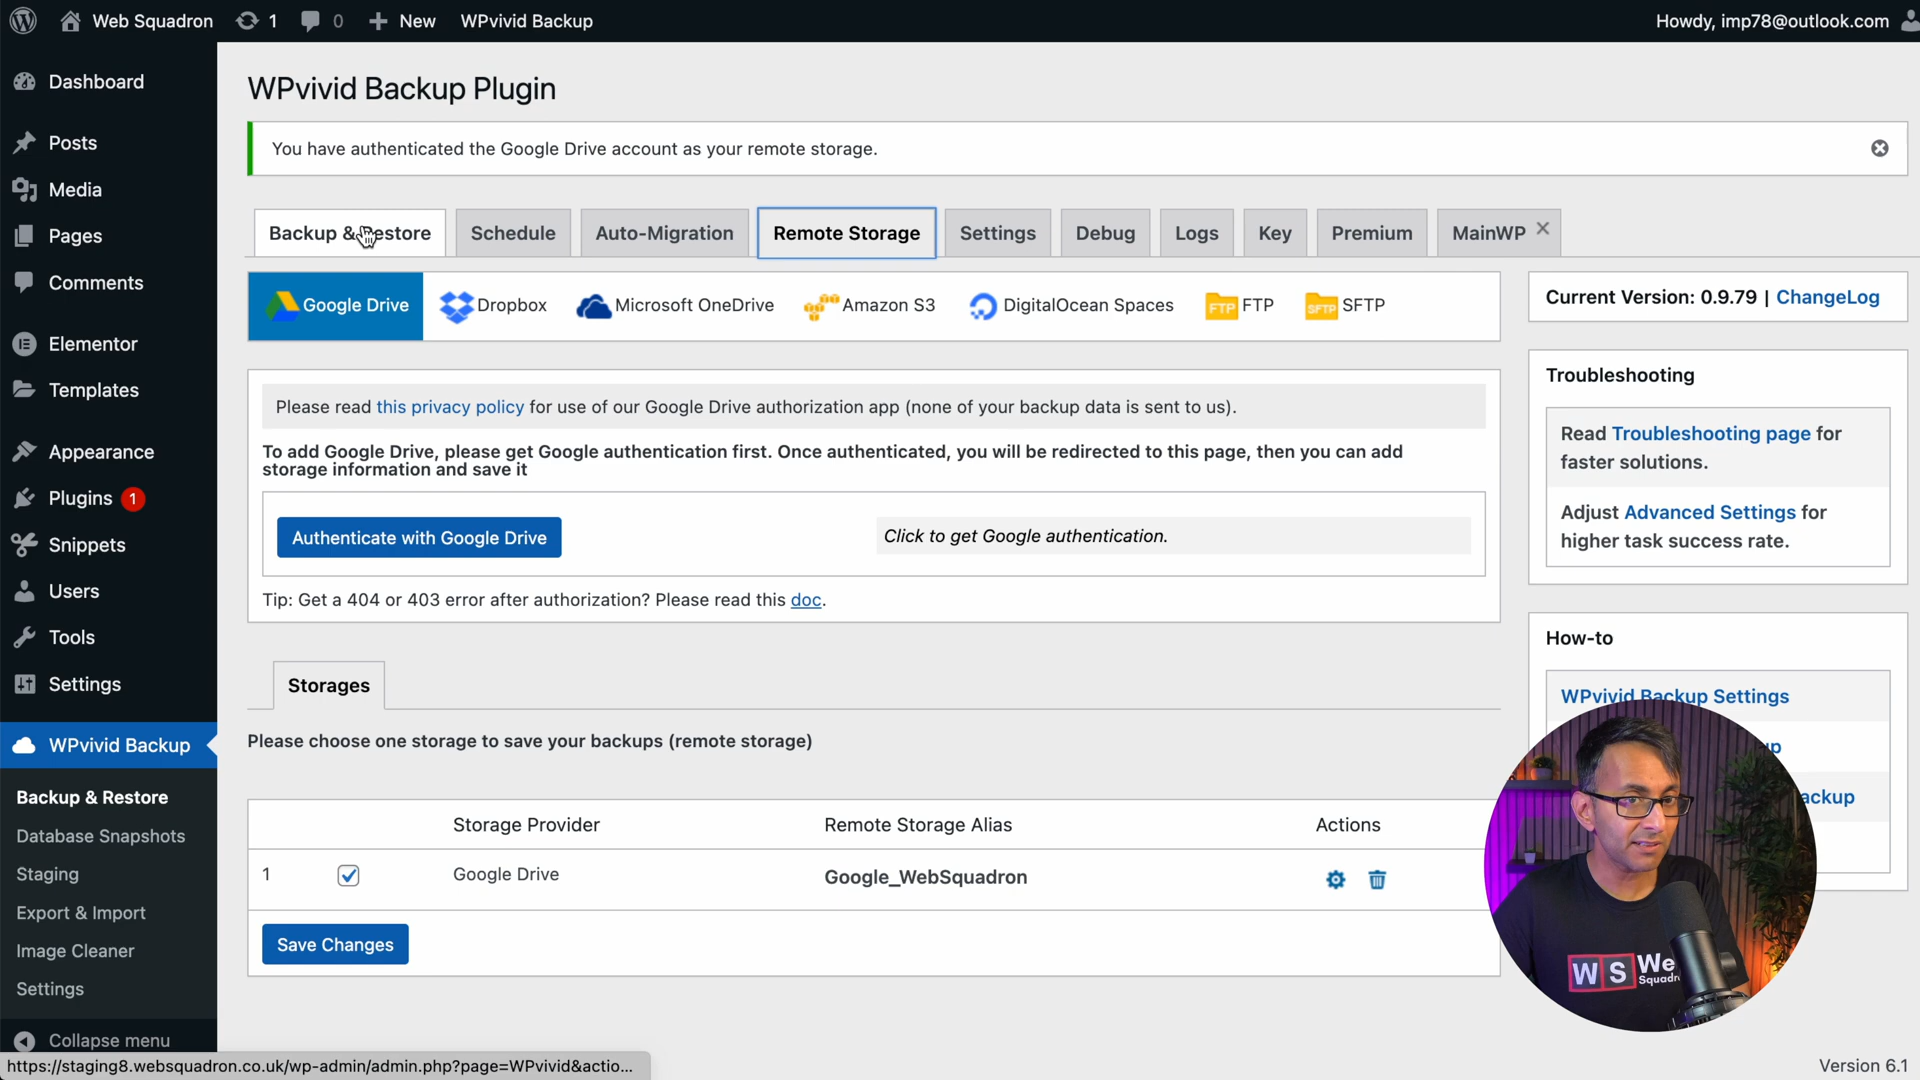 Web Squadron
1
0
New
WPvivid Backup
Howdy, imp78@outlook.com
Dashboard
Posts
Media
Pages
Comments
Elementor
Templates
Appearance
Plugins 1
Snippets
Users
Tools
Settings
WPvivid Backup
Backup & Restore
Database Snapshots
Staging
Export & Import
Image Cleaner
Settings
Collapse menu
WPvivid Backup Plugin
You have authenticated the Google Drive account as your remote storage.
Backup & Restore
Schedule
Auto-Migration
Remote Storage
Settings
Debug
Logs
Key
Premium
MainWP
Google Drive
Dropbox
Microsoft OneDrive
Amazon S3
DigitalOcean Spaces
FTP FTP
SFTP SFTP
Please read this privacy policy for use of our Google Drive authorization app (none of your backup data is sent to us).
To add Google Drive, please get Google authentication first. Once authenticated, you will be redirected to this page, then you can add
storage information and save it
Authenticate with Google Drive
Click to get Google authentication.
Tip: Get a 404 or 403 error after authorization? Please read this doc.
Storages
Please choose one storage to save your backups (remote storage)
Storage Provider
Remote Storage Alias
Actions
1
Google Drive
Google_WebSquadron
Save Changes
Current Version: 0.9.79 | ChangeLog
Troubleshooting
Read Troubleshooting page for
faster solutions.
Adjust Advanced Settings for
higher task success rate.
How-to
WPvivid Backup Settings
ackup
WS We
Squadr
https://staging8.websquadron.co.uk/wp-admin/admin.php?page=WPvivid&actio...
Version 6.1